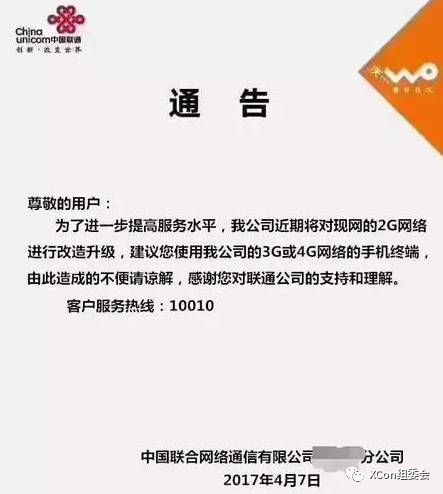 China
unicom中国联通
创新·改变世界
wo
通 告
尊敬的用户：
为了进一步提高服务水平，我公司近期将对现网的2G网络
进行改造升级，建议您使用我公司的3G或4G网络的手机终端，
由此造成的不便请谅解，感谢您对联通公司的支持和理解。
客户服务热线：10010
中国联合网络通信有限公司 分公司
2017年4月7日
XCon组委会